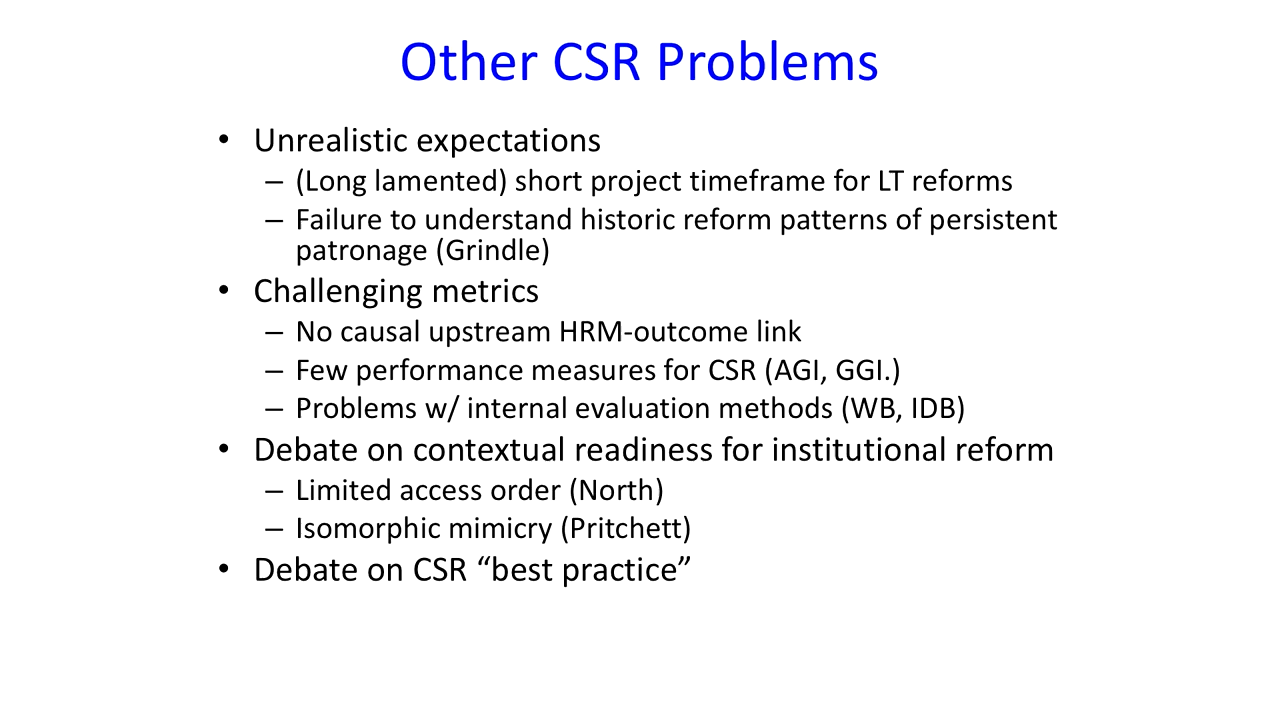 Other CSR Problems
• Unrealistic expectations
– (Long lamented) short project timeframe for LT reforms
– Failure to understand historic reform patterns of persistent
patronage (Grindle)
• Challenging metrics
– No causal upstream HRM-outcome link
– Few performance measures for CSR (AGI, GGI.)
– Problems w/ internal evaluation methods (WB, IDB)
• Debate on contextual readiness for institutional reform
– Limited access order (North)
– Isomorphic mimicry (Pritchett)
• Debate on CSR “best practice”